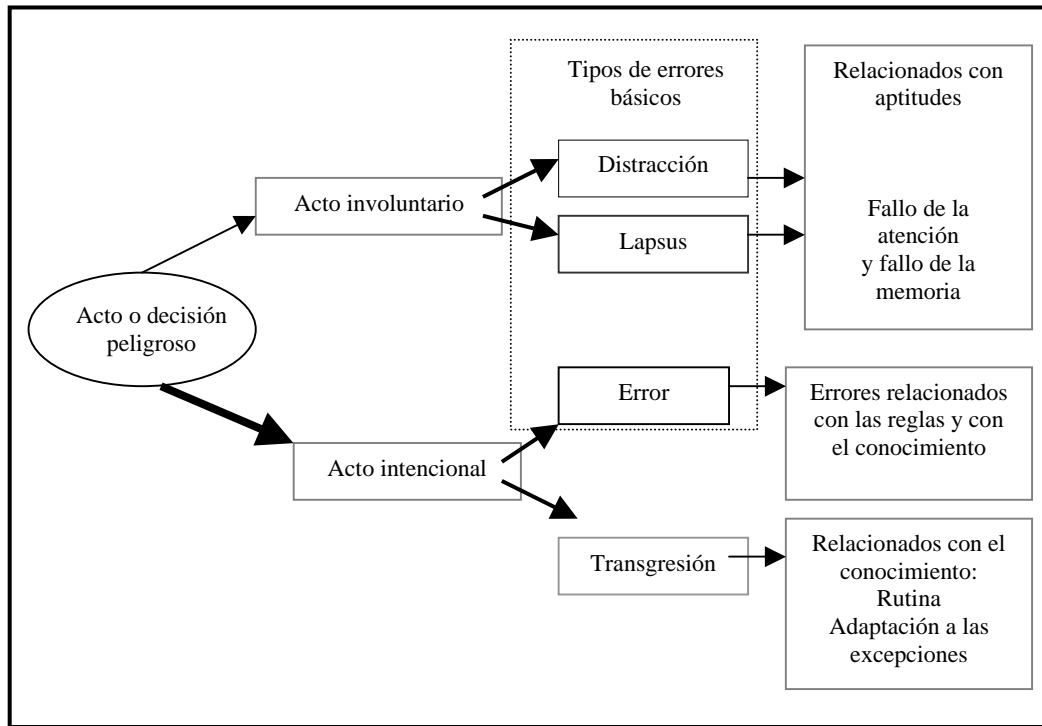 Tipos de errores
básicos
Relacionados con
aptitudes
Distracción
Acto involuntario
Lapsus
Fallo de la
atención
y fallo de la
memoria
Acto o decisión
peligroso
Error
Errores relacionados
con las reglas y con
el conocimiento
Acto intencional
Transgresión
Relacionados con el
conocimiento:
Rutina
Adaptación a las
excepciones